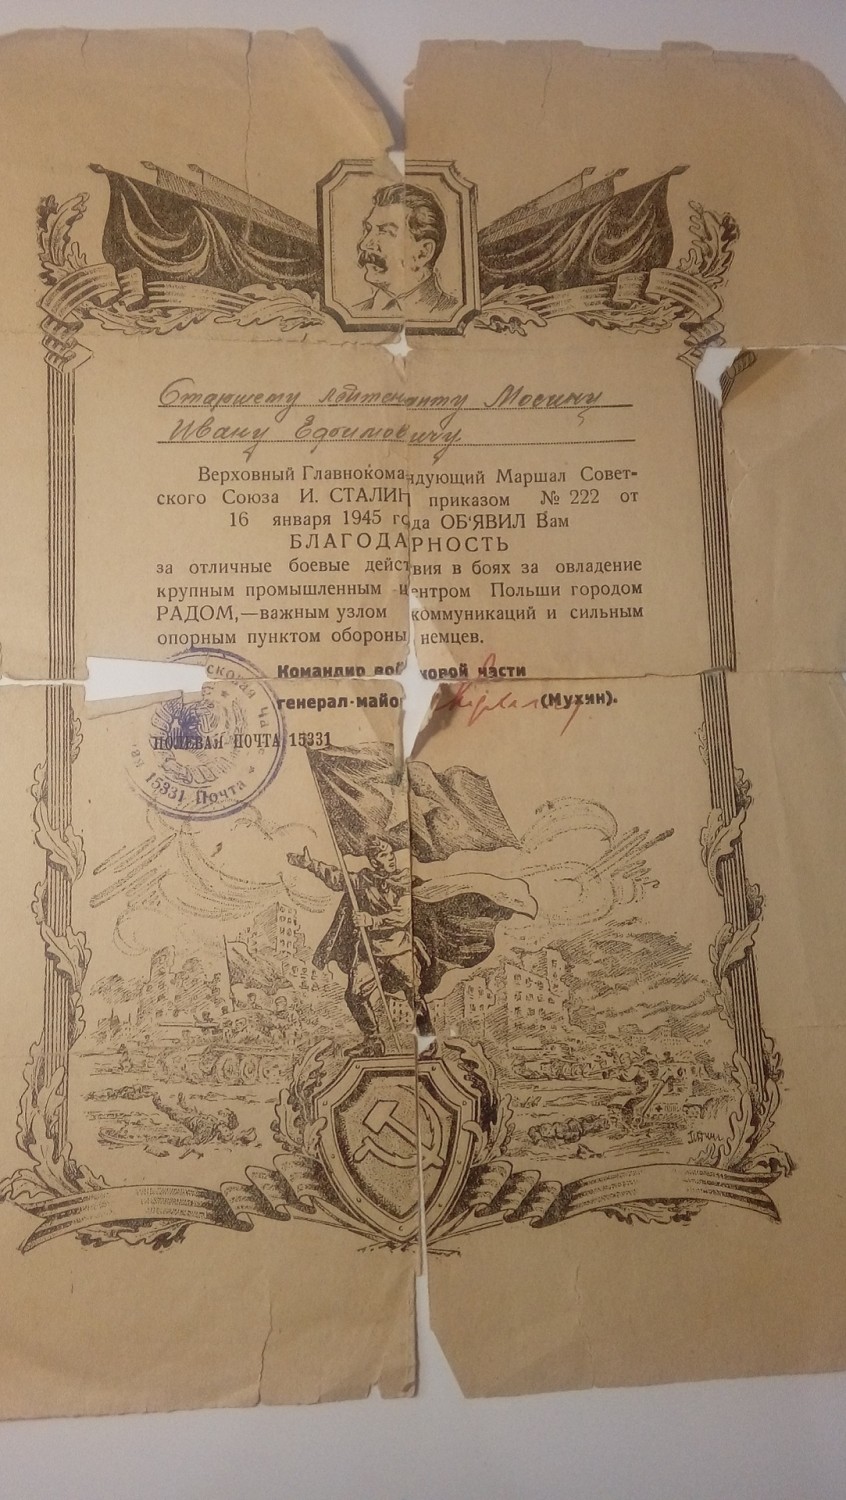 Старшему лейтенанту Мосину
Ивану Ефимовичу
Верховный Главнокомандующий Маршал Совет-
ского Союза И. СТАЛИН приказом № 222 от
16 января 1945 года ОБ'ЯВИЛ Вам
БЛАГОДАРНОСТЬ
за отличные боевые действия в боях за овладение
крупным промышленным центром Польши городом
РАДОМ,—важным узлом коммуникаций и сильным
опорным пунктом обороны немцев.
Командир войсковой части
генерал-майор (Мухин).
ПОЛЕВАЯ ПОЧТА 15331
15331 Почта